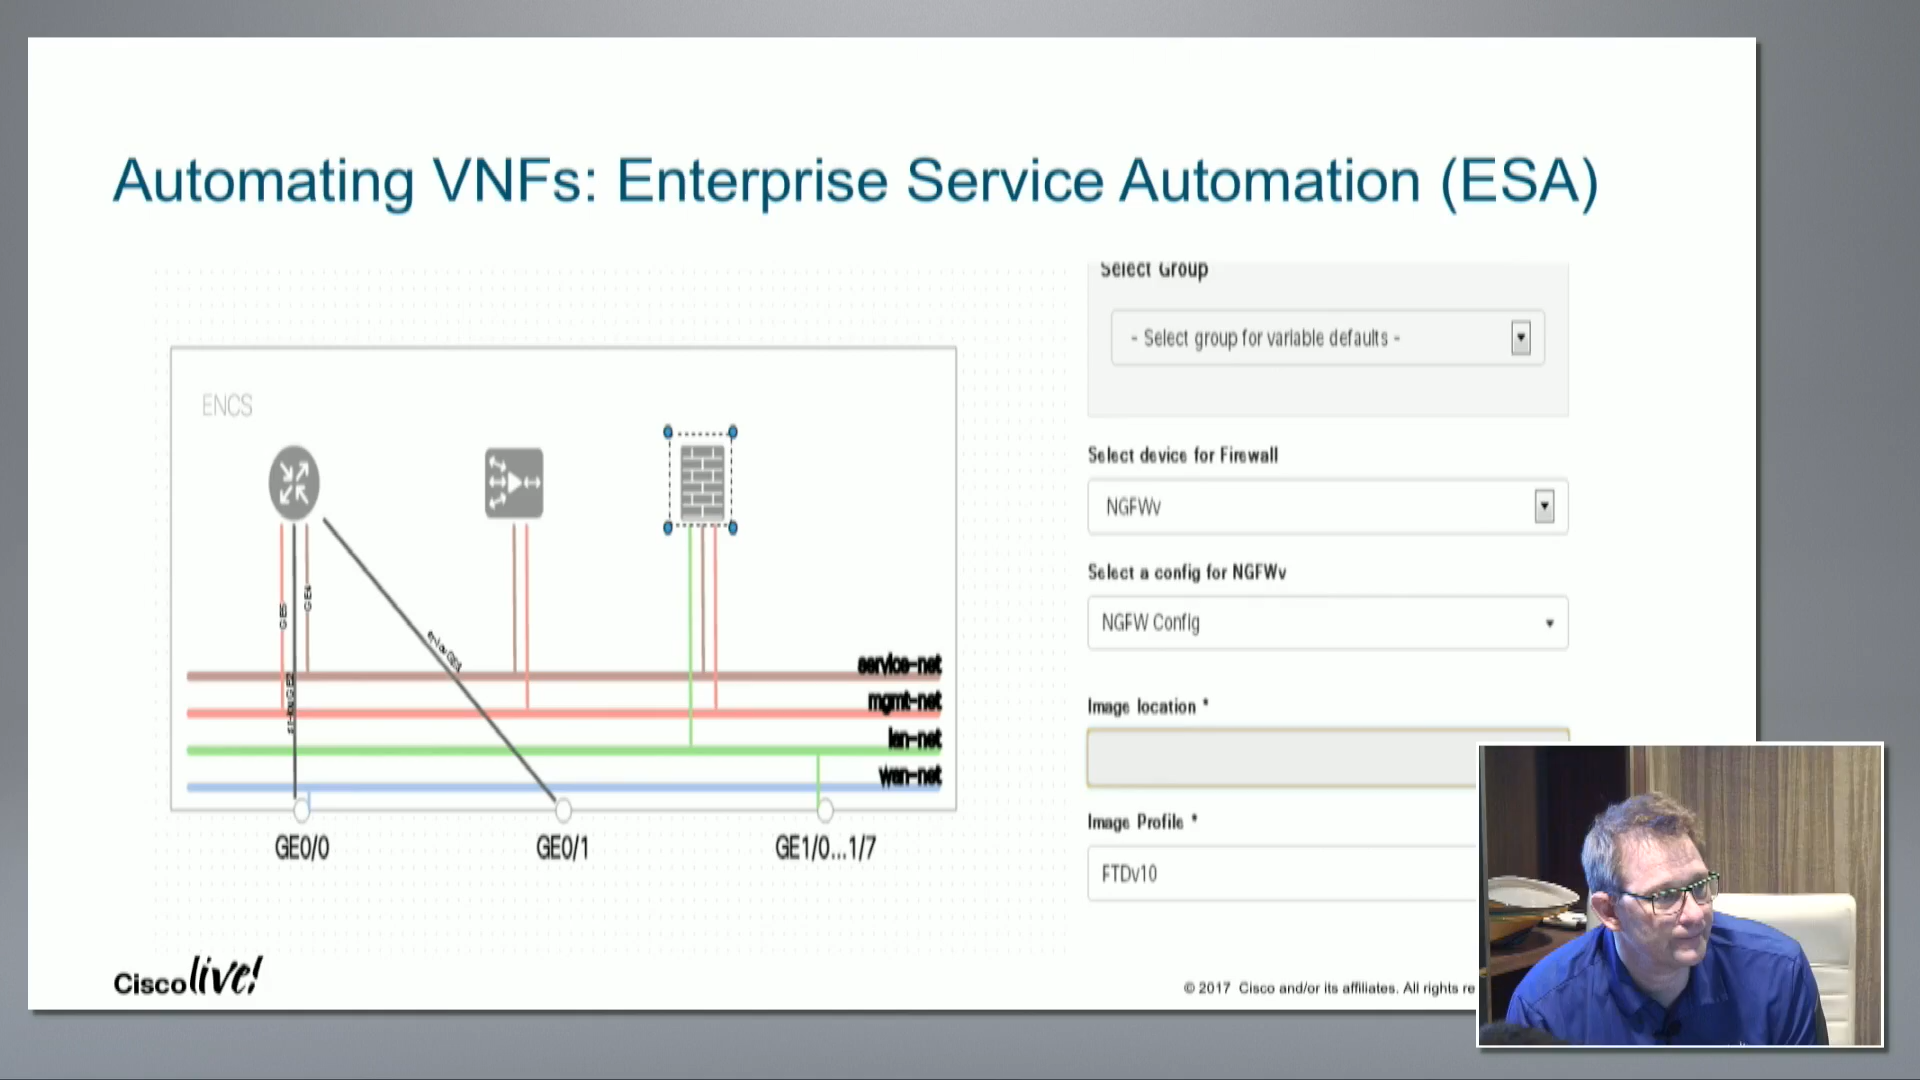 Automating VNFs: Enterprise Service Automation (ESA)
Select Group
- Select group for variable defaults -
ENCS
Select device for Firewall
NGFWv
Select a config for NGFWv
NGFW Config
GE5
GE4
service-net
mgmt-net
lan-net
wan-net
Image location *
GE0/0
GE0/1
GE1/0...1/7
Image Profile *
FTDv10
Cisco live!
© 2017 Cisco and/or its affiliates. All rights re